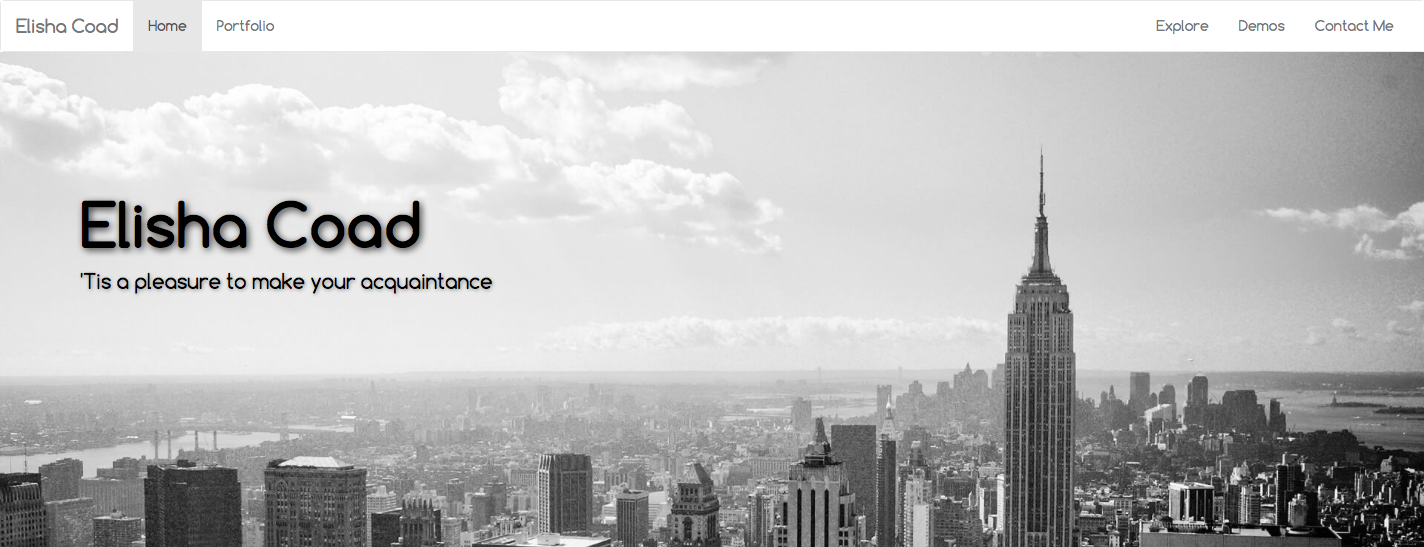 Elisha Coad Home Portfolio Explore Demos Contact Me
Elisha Coad
'Tis a pleasure to make your acquaintance